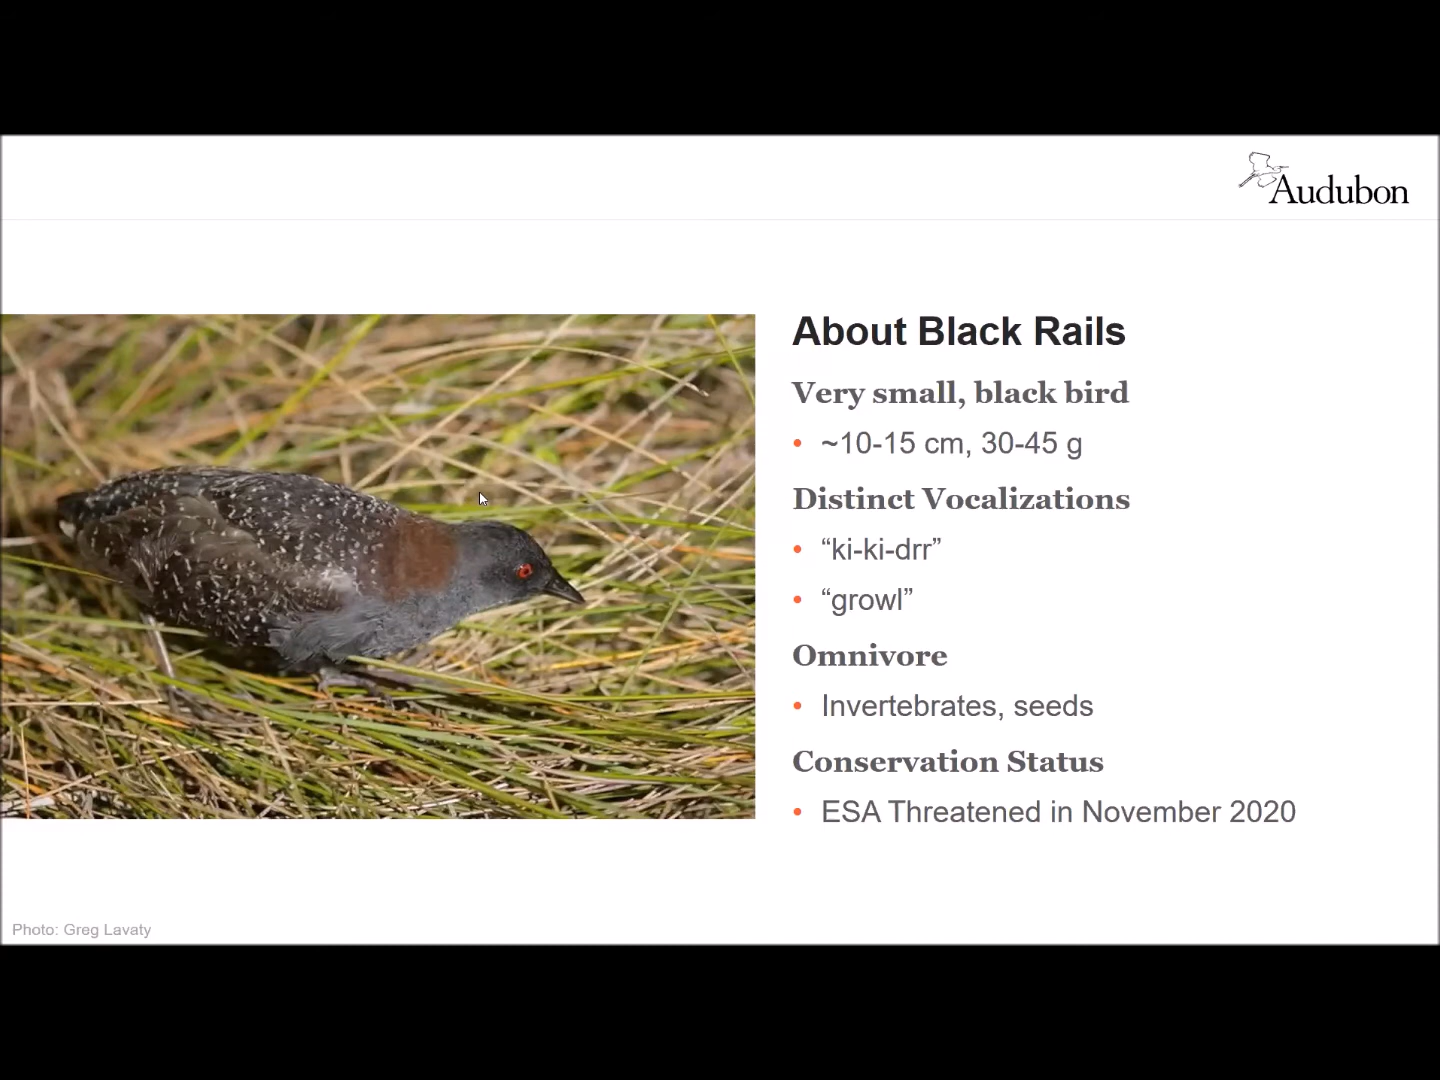 Audubon
About Black Rails
Very small, black bird
• ~10-15 cm, 30-45 g
Distinct Vocalizations
• “ki-ki-drr”
• “growl”
Omnivore
• Invertebrates, seeds
Conservation Status
• ESA Threatened in November 2020
Photo: Greg Lavaty